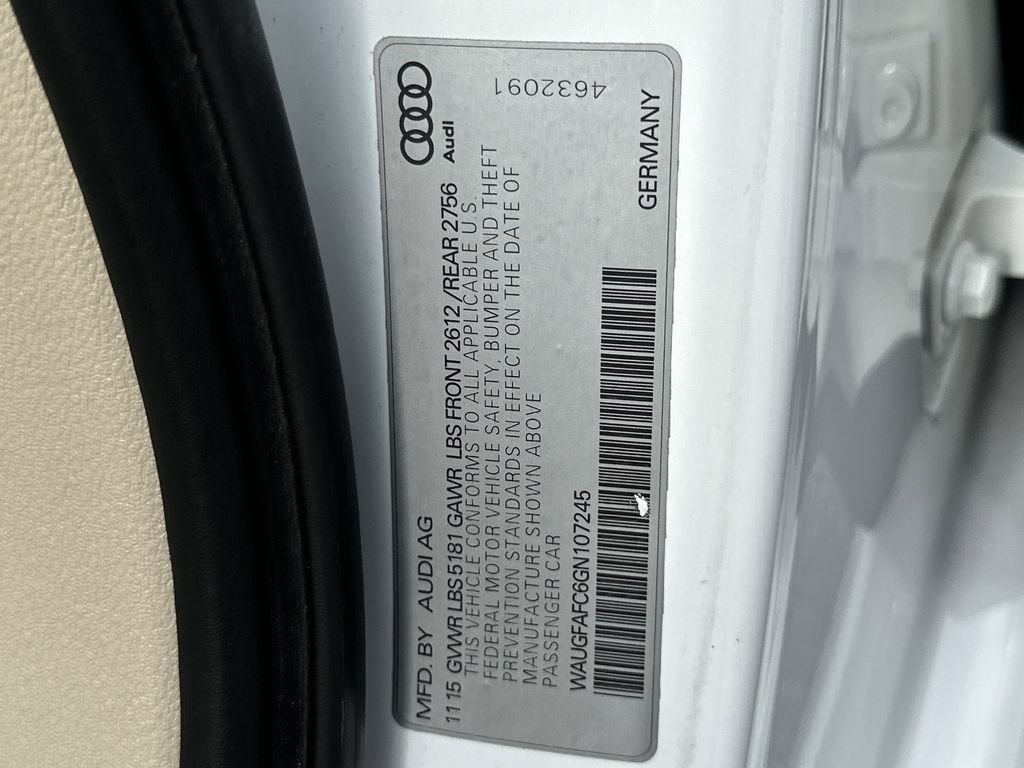 MFD. BY AUDI AG
11 15 GWWR LBS 5181 GAWR LBS FRONT 2612 /REAR 2756
THIS VEHICLE CONFORMS TO ALL APPLICABLE U S.
FEDERAL MOTOR VEHICLE SAFETY, BUMPER AND THEFT
PREVENTION STANDARDS IN EFFECT ON THE DATE OF
MANUFACTURE SHOWN ABOVE
PASSENGER CAR
WAUGFAFC6GN107245
Audi
GERMANY
4632091